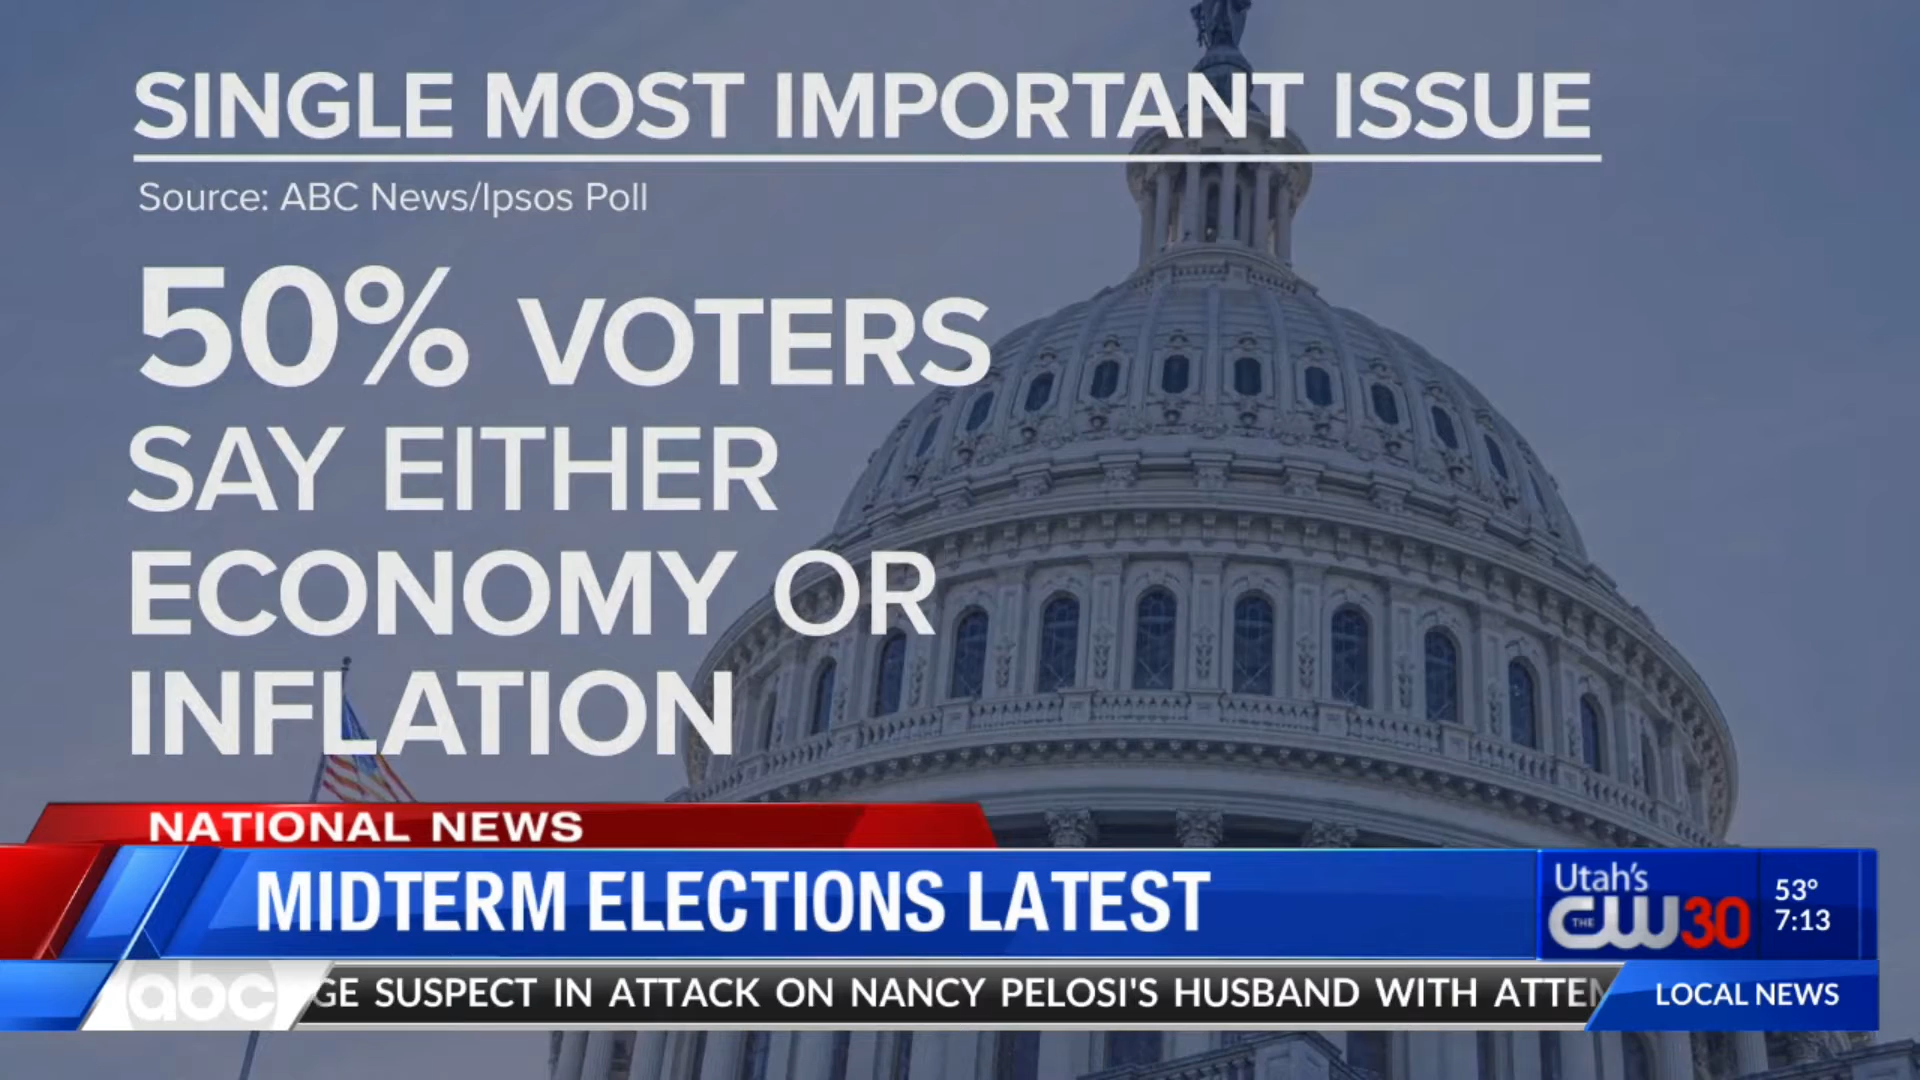 SINGLE MOST IMPORTANT ISSUE
Source: ABC News/Ipsos Poll
50% VOTERS
SAY EITHER
ECONOMY OR
INFLATION
NATIONAL NEWS
MIDTERM ELECTIONS LATEST
Utah's
THE CW30
53°
7:13
abc
GE SUSPECT IN ATTACK ON NANCY PELOSI'S HUSBAND WITH ATTEM
LOCAL NEWS